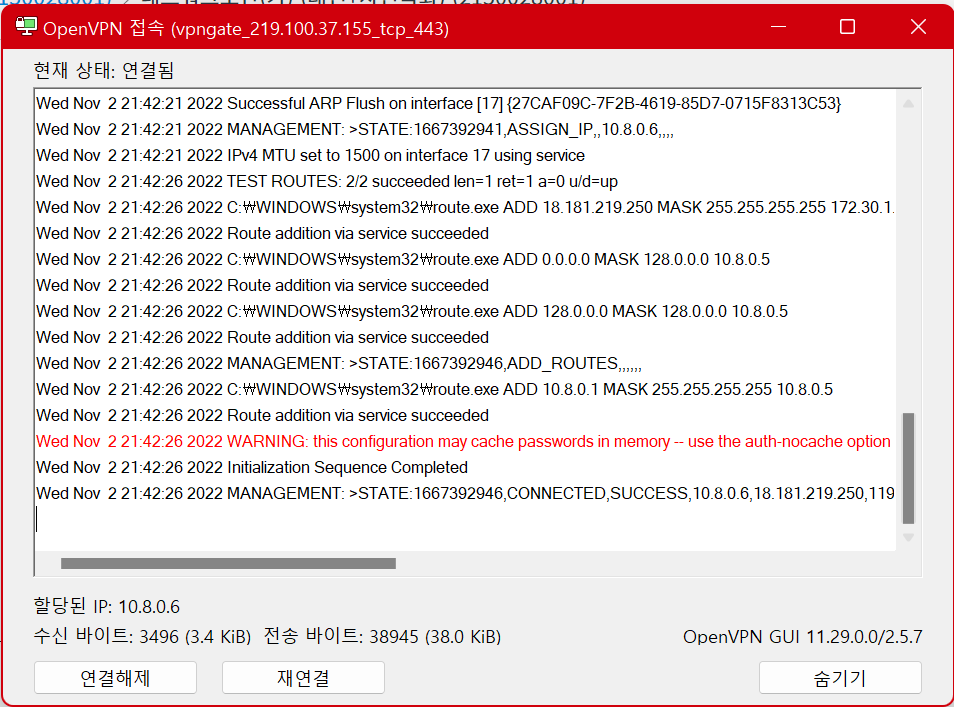 OpenVPN 접속 (vpngate_219.100.37.155_tcp_443)
현재 상태: 연결됨
Wed Nov 2 21:42:21 2022 Successful ARP Flush on interface [17] {27CAF09C-7F2B-4619-85D7-0715F8313C53}
Wed Nov 2 21:42:21 2022 MANAGEMENT: >STATE:1667392941,ASSIGN_IP,,10.8.0.6,,,,
Wed Nov 2 21:42:21 2022 IPv4 MTU set to 1500 on interface 17 using service
Wed Nov 2 21:42:26 2022 TEST ROUTES: 2/2 succeeded len=1 ret=1 a=0 u/d=up
Wed Nov 2 21:42:26 2022 C:₩WINDOWS₩system32₩route.exe ADD 18.181.219.250 MASK 255.255.255.255 172.30.1.
Wed Nov 2 21:42:26 2022 Route addition via service succeeded
Wed Nov 2 21:42:26 2022 C:₩WINDOWS₩system32₩route.exe ADD 0.0.0.0 MASK 128.0.0.0 10.8.0.5
Wed Nov 2 21:42:26 2022 Route addition via service succeeded
Wed Nov 2 21:42:26 2022 C:₩WINDOWS₩system32₩route.exe ADD 128.0.0.0 MASK 128.0.0.0 10.8.0.5
Wed Nov 2 21:42:26 2022 Route addition via service succeeded
Wed Nov 2 21:42:26 2022 MANAGEMENT: >STATE:1667392946,ADD_ROUTES,,,,,,
Wed Nov 2 21:42:26 2022 C:₩WINDOWS₩system32₩route.exe ADD 10.8.0.1 MASK 255.255.255.255 10.8.0.5
Wed Nov 2 21:42:26 2022 Route addition via service succeeded
Wed Nov 2 21:42:26 2022 WARNING: this configuration may cache passwords in memory -- use the auth-nocache option
Wed Nov 2 21:42:26 2022 Initialization Sequence Completed
Wed Nov 2 21:42:26 2022 MANAGEMENT: >STATE:1667392946,CONNECTED,SUCCESS,10.8.0.6,18.181.219.250,119
할당된 IP: 10.8.0.6
수신 바이트: 3496 (3.4 KiB) 전송 바이트: 38945 (38.0 KiB) OpenVPN GUI 11.29.0.0/2.5.7
연결해제 재연결 숨기기